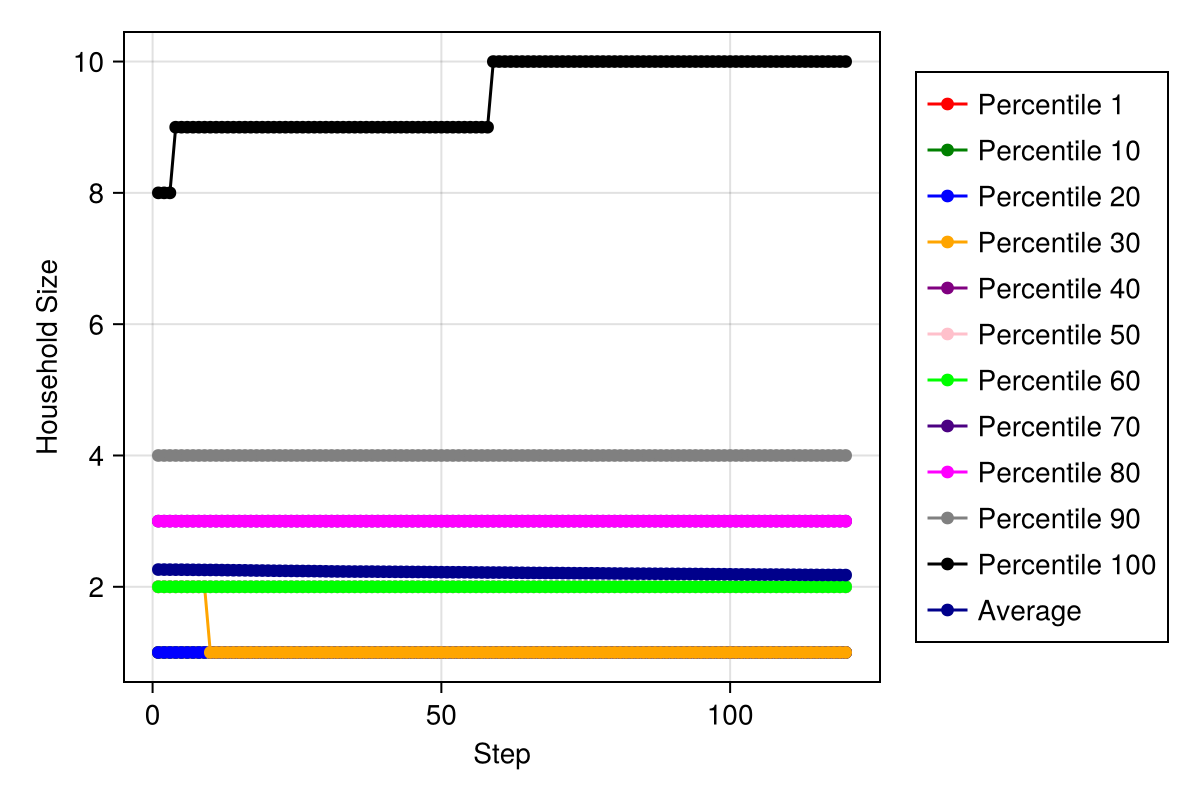 10
8
6
4
2
Household Size
0
50
100
Step
Percentile 1
Percentile 10
Percentile 20
Percentile 30
Percentile 40
Percentile 50
Percentile 60
Percentile 70
Percentile 80
Percentile 90
Percentile 100
Average